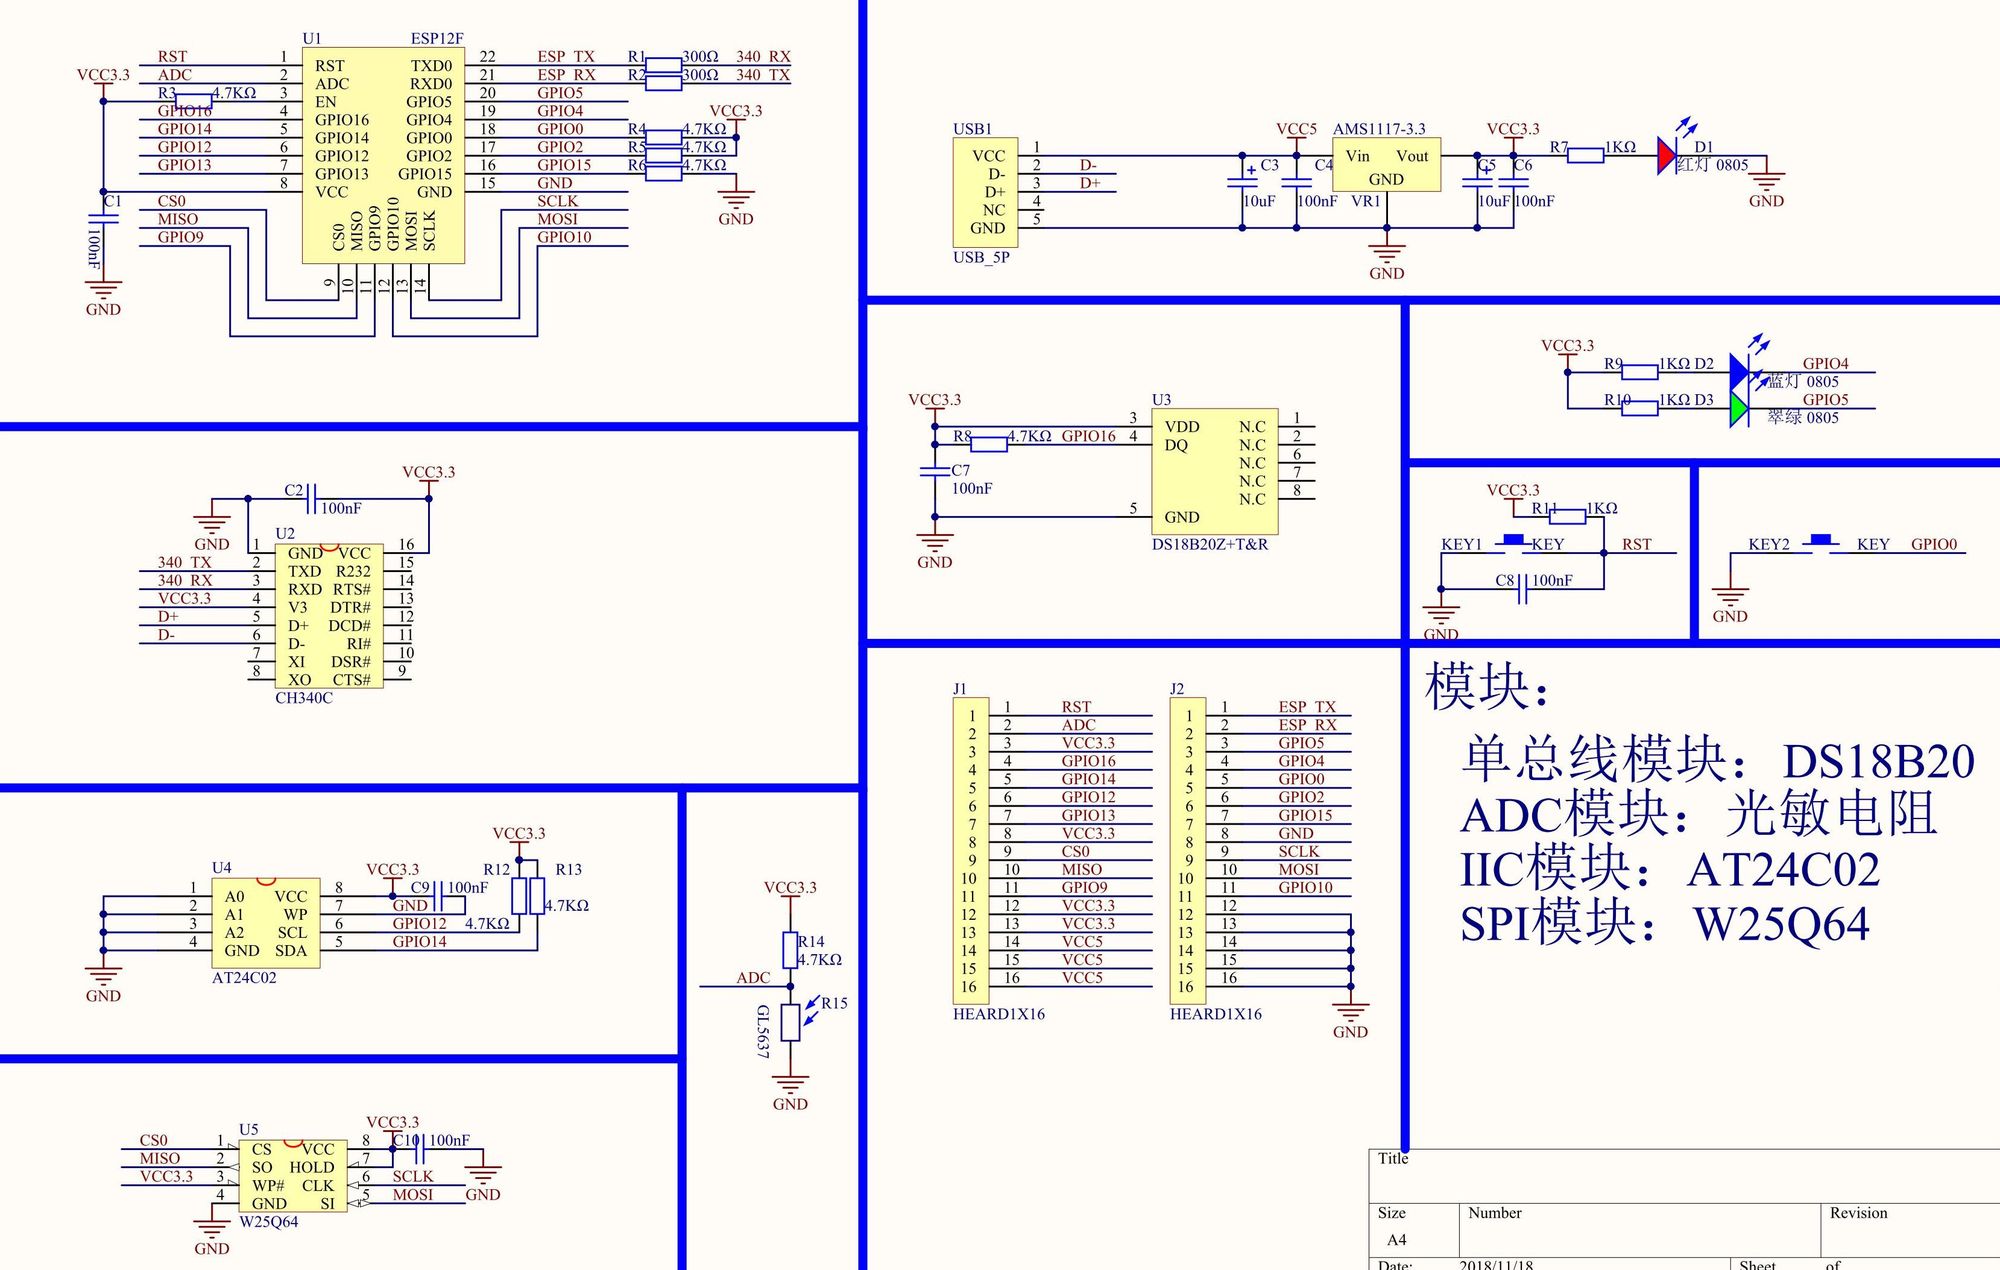 U1 ESP12F
RST 1 RST TXD0 22 ESP_TX R1 300Ω 340_RX
VCC3.3 ADC 2 ADC RXD0 21 ESP_RX R2 300Ω 340_TX
R3 4.7KΩ 3 EN GPIO5 20 GPIO5
GPIO16 4 GPIO16 GPIO4 19 GPIO4 VCC3.3
GPIO14 5 GPIO14 GPIO0 18 GPIO0 R4 4.7KΩ
GPIO12 6 GPIO12 GPIO2 17 GPIO2 R5 4.7KΩ
GPIO13 7 GPIO13 GPIO15 16 GPIO15 R6 4.7KΩ
8 VCC GND 15 GND
C1 100nF GND
CS0 SCLK
MISO MOSI
GPIO9 GPIO10
CS0 MISO GPIO9 GPIO10 MOSI SCLK
9 10 11 12 13 14
GND
USB1 VCC5 AMS1117-3.3 VCC3.3
VCC 1 C3 C4 Vin Vout C5 C6 R7 1KΩ D1
D- 2 D- 红灯 0805
D+ 3 D+ GND
NC 4 10uF 100nF VR1 10uF 100nF GND
GND 5
USB_5P GND
VCC3.3
R9 1KΩ D2 GPIO4
蓝灯 0805
R10 1KΩ D3 GPIO5
翠绿 0805
VCC3.3 U3
3 VDD N.C 1
R8 4.7KΩ GPIO16 4 DQ N.C 2
N.C 6
C7 N.C 7
100nF N.C 8
5 GND
DS18B20Z+T&R
GND
VCC3.3
R11 1KΩ
KEY1 KEY RST
C8 100nF
GND
KEY2 KEY GPIO0
GND
VCC3.3
C2 100nF
GND U2
1 GND VCC 16
340_TX 2 TXD R232 15
340_RX 3 RXD RTS# 14
VCC3.3 4 V3 DTR# 13
D+ 5 D+ DCD# 12
D- 6 D- RI# 11
7 XI DSR# 10
8 XO CTS# 9
CH340C
J1 J2
1 1 RST 1 1 ESP_TX
2 2 ADC 2 2 ESP_RX
3 3 VCC3.3 3 3 GPIO5
4 4 GPIO16 4 4 GPIO4
5 5 GPIO14 5 5 GPIO0
6 6 GPIO12 6 6 GPIO2
7 7 GPIO13 7 7 GPIO15
8 8 VCC3.3 8 8 GND
9 9 CS0 9 9 SCLK
10 10 MISO 10 10 MOSI
11 11 GPIO9 11 11 GPIO10
12 12 VCC3.3 12 12
13 13 VCC3.3 13 13
14 14 VCC5 14 14
15 15 VCC5 15 15
16 16 VCC5 16 16
HEARD1X16 HEARD1X16 GND
模块：
单总线模块：DS18B20
ADC模块：光敏电阻
IIC模块：AT24C02
SPI模块：W25Q64
VCC3.3
U4 VCC3.3 R12 R13
1 A0 VCC 8 C9 100nF
2 A1 WP 7 GND 4.7KΩ
3 A2 SCL 6 GPIO12 4.7KΩ
4 GND SDA 5 GPIO14
AT24C02
GND
VCC3.3
R14
4.7KΩ
ADC
R15
GL5637
GND
U5 VCC3.3
CS0 1 CS VCC 8 C10 100nF
MISO 2 SO HOLD 7
VCC3.3 3 WP# CLK 6 SCLK GND
4 GND SI 5 MOSI
W25Q64
GND
Title
Size Number Revision
A4
Date: 2018/11/18 Sheet of